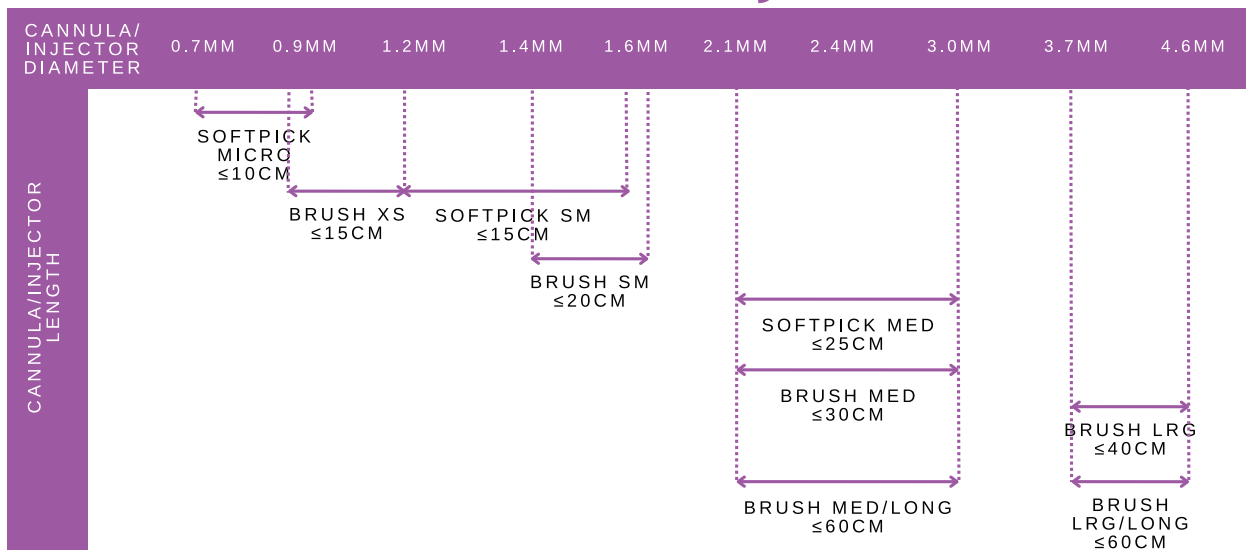 CANNULA/
INJECTOR
DIAMETER
0.7MM 0.9MM 1.2MM 1.4MM 1.6MM 2.1MM 2.4MM 3.0MM 3.7MM 4.6MM
CANNULA/INJECTOR
LENGTH
SOFTPICK
MICRO
≤10CM
BRUSH XS
≤15CM
SOFTPICK SM
≤15CM
BRUSH SM
≤20CM
SOFTPICK MED
≤25CM
BRUSH MED
≤30CM
BRUSH LRG
≤40CM
BRUSH MED/LONG
≤60CM
BRUSH
LRG/LONG
≤60CM